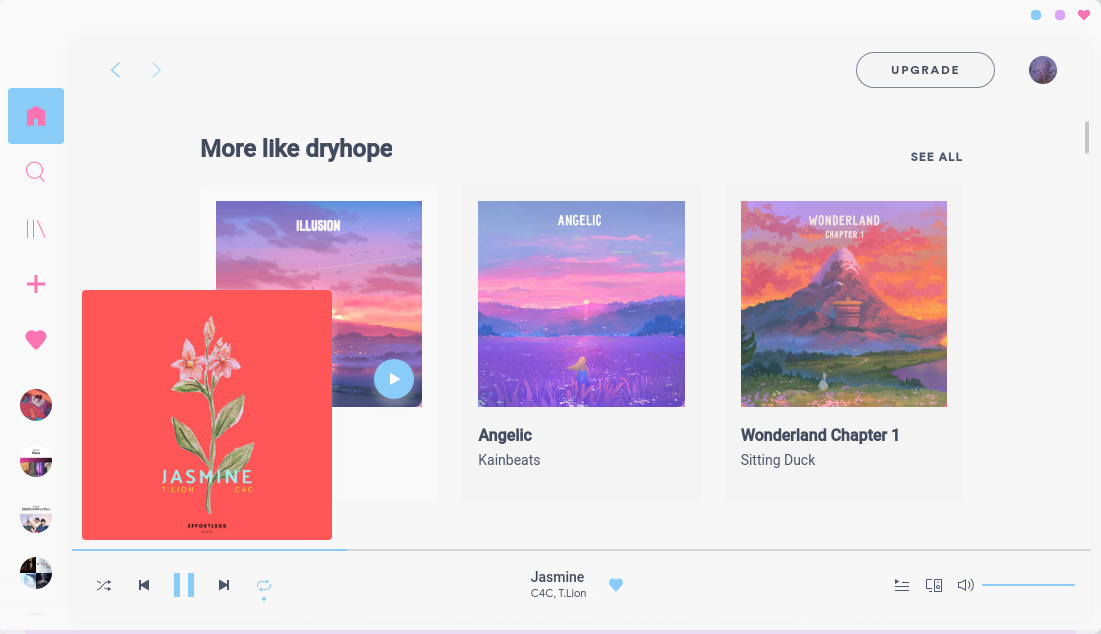 UPGRADE
More like dryhope
SEE ALL
ILLUSION
ANGELIC
WONDERLAND
CHAPTER 1
JASMINE
T.LION C4C
EFFORTLESS
Angelic
Kainbeats
Wonderland Chapter 1
Sitting Duck
Jasmine
C4C, T.Lion